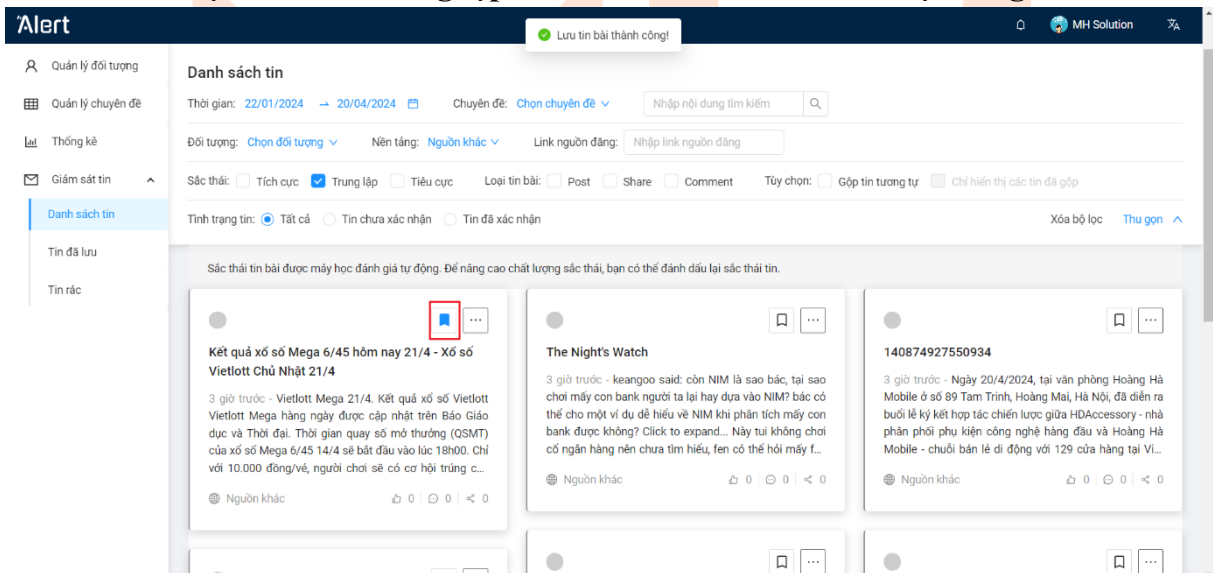 Alert
Lưu tin bài thành công!
MH Solution
Quản lý đối tượng
Quản lý chuyên đề
Thống kê
Giám sát tin
Danh sách tin
Tin đã lưu
Tin rác
Danh sách tin
Thời gian: 22/01/2024 → 20/04/2024 Chuyên đề: Chọn chuyên đề Nhập nội dung tìm kiếm
Đối tượng: Chọn đối tượng Nền tảng: Nguồn khác Link nguồn đăng: Nhập link nguồn đăng
Sắc thái: Tích cực Trung lập Tiêu cực Loại tin bài: Post Share Comment Tùy chọn: Gộp tin tương tự Chỉ hiển thị các tin đã gộp
Tình trạng tin: Tất cả Tin chưa xác nhận Tin đã xác nhận Xóa bộ lọc Thu gọn
Sắc thái tin bài được máy học đánh giá tự động. Để nâng cao chất lượng sắc thái, bạn có thể đánh dấu lại sắc thái tin.
Kết quả xổ số Mega 6/45 hôm nay 21/4 - Xổ số
Vietlott Chủ Nhật 21/4
3 giờ trước - Vietlott Mega 21/4. Kết quả xổ số Vietlott
Vietlott Mega hàng ngày được cập nhật trên Báo Giáo
dục và Thời đại. Thời gian quay số mở thưởng (QSMT)
của xổ số Mega 6/45 14/4 sẽ bắt đầu vào lúc 18h00. Chỉ
với 10.000 đồng/vé, người chơi sẽ có cơ hội trúng c...
Nguồn khác 0 0 0
The Night's Watch
3 giờ trước - keangoo said: còn NIM là sao bác, tại sao
chơi mấy con bank người ta lại hay dựa vào NIM? bác có
thể cho một ví dụ dễ hiểu về NIM khi phân tích mấy con
bank được không? Click to expand... Này tui không chơi
cổ ngân hàng nên chưa tìm hiểu, fen có thể hỏi mấy f...
Nguồn khác 0 0 0
140874927550934
3 giờ trước - Ngày 20/4/2024, tại văn phòng Hoàng Hà
Mobile ở số 89 Tam Trinh, Hoàng Mai, Hà Nội, đã diễn ra
buổi lễ ký kết hợp tác chiến lược giữa HDAccessory - nhà
phân phối phụ kiện công nghệ hàng đầu và Hoàng Hà
Mobile - chuỗi bán lẻ di động với 129 cửa hàng tại Vi...
Nguồn khác 0 0 0